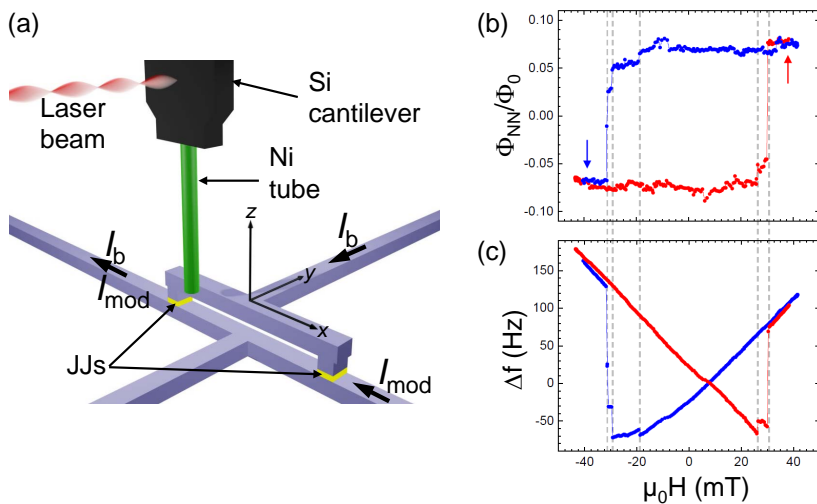 (a)
Laser
beam
Si
cantilever
Ni
tube
z
y
x
I_b
I_b
I_mod
I_mod
JJs
(b)
Φ_NN/Φ_0
0.10
0.05
0.00
-0.05
-0.10
(c)
Δf (Hz)
150
100
50
0
-50
-40 -20 0 20 40
μ_0H (mT)